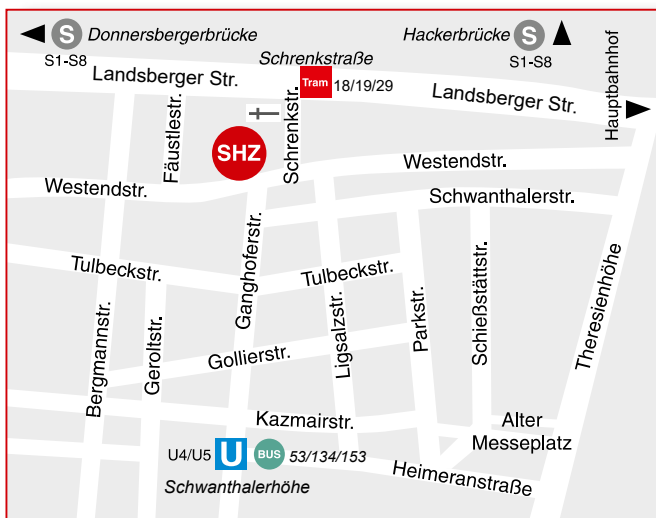 S
Donnersbergerbrücke
S1-S8
Hackerbrücke
S
S1-S8
Schrenkstraße
Tram
18/19/29
Landsberger Str.
Landsberger Str.
Hauptbahnhof
Fäustlestr.
SHZ
Schrenkstr.
Westendstr.
Westendstr.
Schwanthalerstr.
Tulbeckstr.
Tulbeckstr.
Ganghoferstr.
Theresienhöhe
Bergmannstr.
Geroltstr.
Gollierstr.
Ligsalzstr.
Parkstr.
Schießstättstr.
Kazmairstr.
Alter
Messeplatz
U4/U5
U
BUS
53/134/153
Schwanthalerhöhe
Heimeranstraße